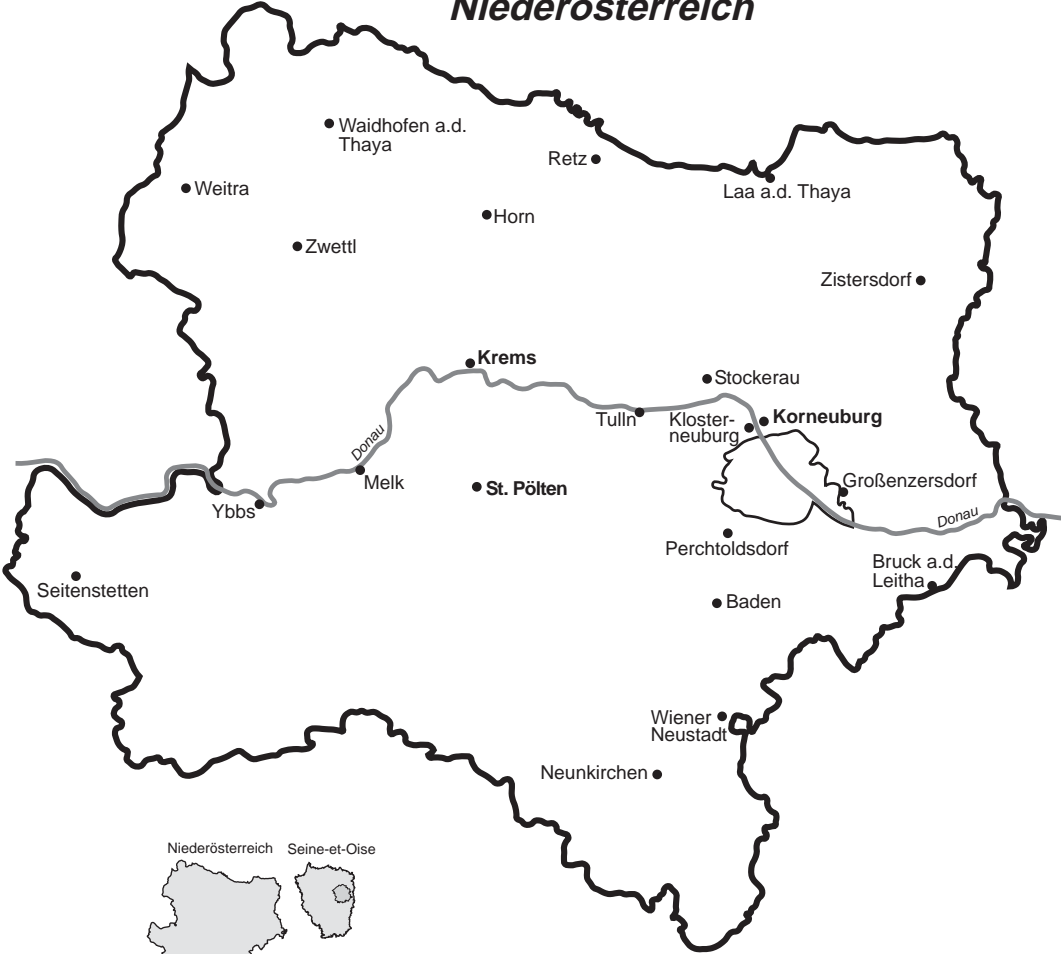 Niederösterreich
Waidhofen a.d.
Thaya
Retz
Laa a.d. Thaya
Weitra
Horn
Zwettl
Zistersdorf
Krems
Stockerau
Tulln
Kloster-
neuburg
Korneuburg
Donau
Melk
St. Pölten
Großenzersdorf
Ybbs
Donau
Perchtoldsdorf
Bruck a.d.
Leitha
Seitenstetten
Baden
Wiener
Neustadt
Neunkirchen
Niederösterreich
Seine-et-Oise